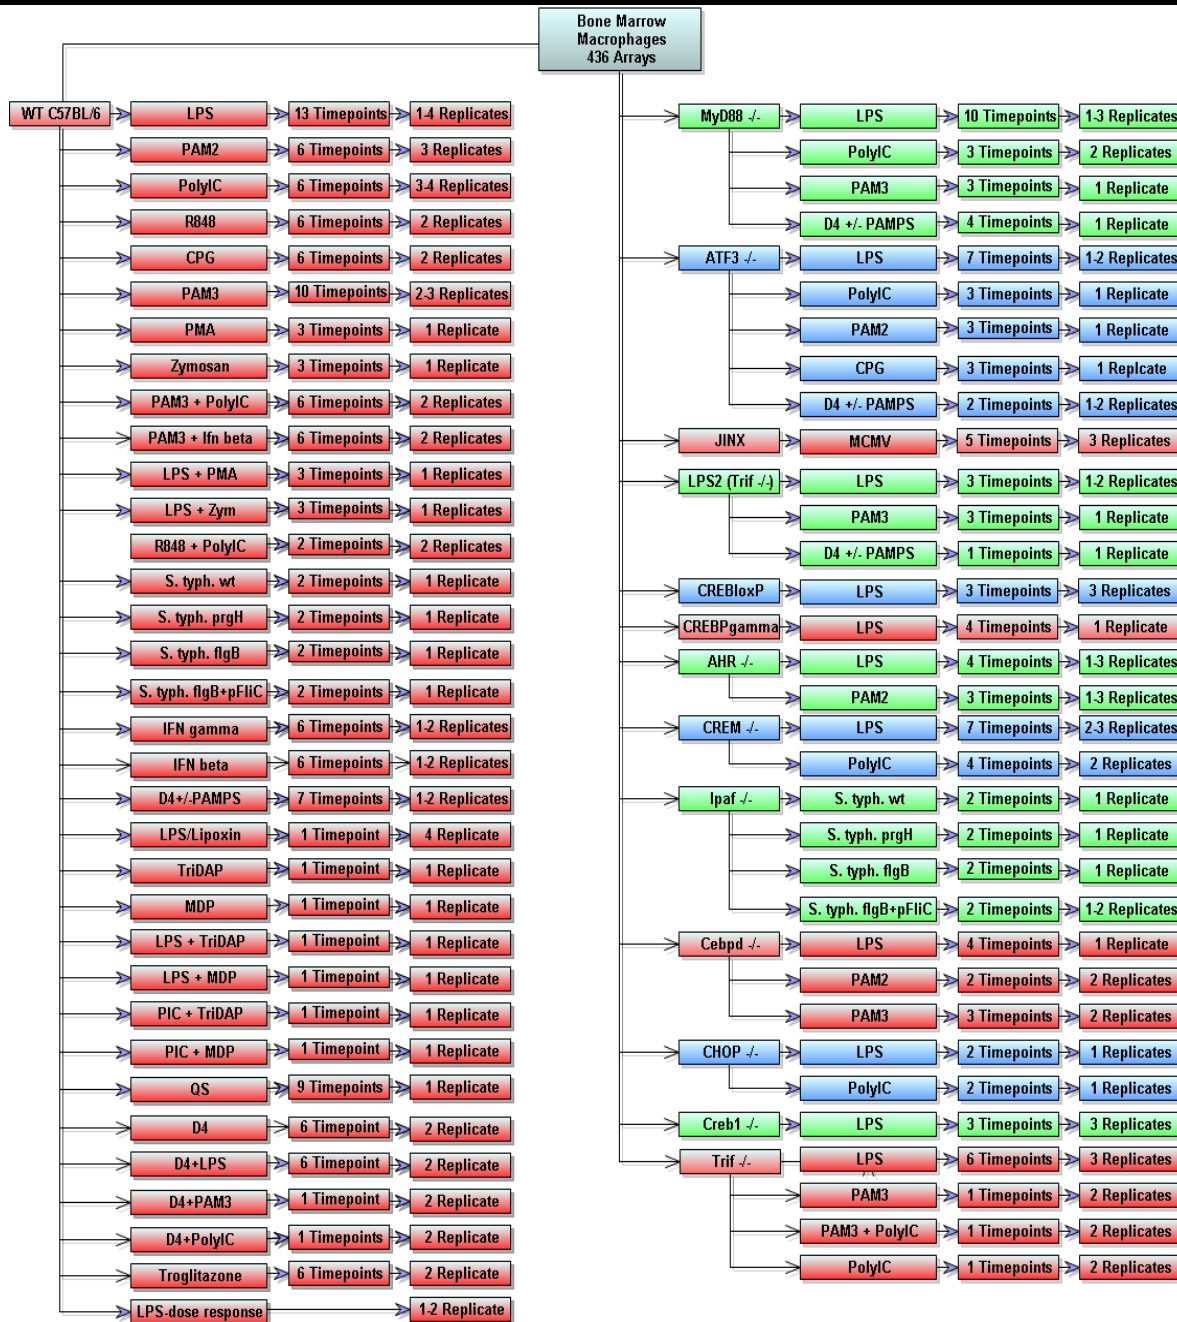 Bone Marrow
Macrophages
436 Arrays
WT C57BL/6 LPS 13 Timepoints 1-4 Replicates
PAM2 6 Timepoints 3 Replicates
PolyIC 6 Timepoints 3-4 Replicates
R848 6 Timepoints 2 Replicates
CPG 6 Timepoints 2 Replicates
PAM3 10 Timepoints 2-3 Replicates
PMA 3 Timepoints 1 Replicate
Zymosan 3 Timepoints 1 Replicate
PAM3 + PolyIC 6 Timepoints 2 Replicates
PAM3 + Ifn beta 6 Timepoints 2 Replicates
LPS + PMA 3 Timepoints 1 Replicates
LPS + Zym 3 Timepoints 1 Replicates
R848 + PolyIC 2 Timepoints 2 Replicates
S. typh. wt 2 Timepoints 1 Replicate
S. typh. prgH 2 Timepoints 1 Replicate
S. typh. flgB 2 Timepoints 1 Replicate
S. typh. flgB+pFliC 2 Timepoints 1 Replicate
IFN gamma 6 Timepoints 1-2 Replicates
IFN beta 6 Timepoints 1-2 Replicates
D4+/-PAMPS 7 Timepoints 1-2 Replicates
LPS/Lipoxin 1 Timepoint 4 Replicate
TriDAP 1 Timepoint 1 Replicate
MDP 1 Timepoint 1 Replicate
LPS + TriDAP 1 Timepoint 1 Replicate
LPS + MDP 1 Timepoint 1 Replicate
PIC + TriDAP 1 Timepoint 1 Replicate
PIC + MDP 1 Timepoint 1 Replicate
QS 9 Timepoints 1 Replicate
D4 6 Timepoint 2 Replicate
D4+LPS 6 Timepoint 2 Replicate
D4+PAM3 1 Timepoint 2 Replicate
D4+PolyIC 1 Timepoints 2 Replicate
Troglitazone 6 Timepoints 2 Replicate
LPS-dose response 1-2 Replicate
MyD88 -/- LPS 10 Timepoints 1-3 Replicates
PolyIC 3 Timepoints 2 Replicates
PAM3 3 Timepoints 1 Replicate
D4 +/- PAMPS 4 Timepoints 1 Replicate
ATF3 -/- LPS 7 Timepoints 1-2 Replicates
PolyIC 3 Timepoints 1 Replicate
PAM2 3 Timepoints 1 Replicate
CPG 3 Timepoints 1 Replcate
D4 +/- PAMPS 2 Timepoints 1-2 Replicates
JINX MCMV 5 Timepoints 3 Replicates
LPS2 (Trif -/-) LPS 3 Timepoints 1-2 Replicates
PAM3 3 Timepoints 1 Replicate
D4 +/- PAMPS 1 Timepoints 1 Replicate
CREBloxP LPS 3 Timepoints 3 Replicates
CREBPgamma LPS 4 Timepoints 1 Replicate
AHR -/- LPS 4 Timepoints 1-3 Replicates
PAM2 3 Timepoints 1-3 Replicates
CREM -/- LPS 7 Timepoints 2-3 Replicates
PolyIC 4 Timepoints 2 Replicates
Ipaf -/- S. typh. wt 2 Timepoints 1 Replicate
S. typh. prgH 2 Timepoints 1 Replicate
S. typh. flgB 2 Timepoints 1 Replicate
S. typh. flgB+pFliC 2 Timepoints 1-2 Replicates
Cebpd -/- LPS 4 Timepoints 1 Replicate
PAM2 2 Timepoints 2 Replicates
PAM3 3 Timepoints 2 Replicates
CHOP -/- LPS 2 Timepoints 1 Replicates
PolyIC 2 Timepoints 1 Replicates
Creb1 -/- LPS 3 Timepoints 3 Replicates
Trif -/- LPS 6 Timepoints 3 Replicates
PAM3 1 Timepoints 2 Replicates
PAM3 + PolyIC 1 Timepoints 2 Replicates
PolyIC 1 Timepoints 2 Replicates